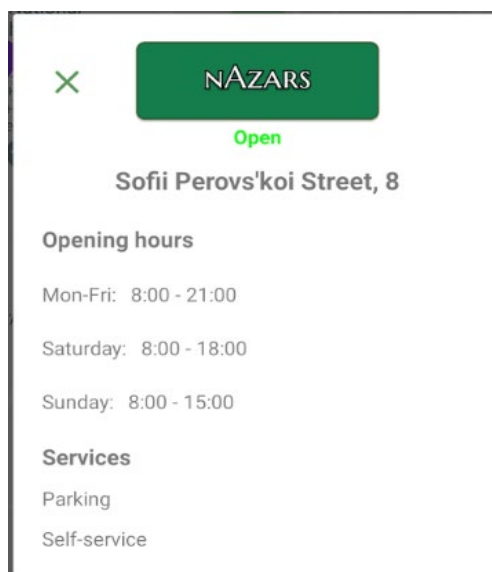 nAZARS
Open
Sofii Perovs'koi Street, 8
Opening hours
Mon-Fri: 8:00 - 21:00
Saturday: 8:00 - 18:00
Sunday: 8:00 - 15:00
Services
Parking
Self-service